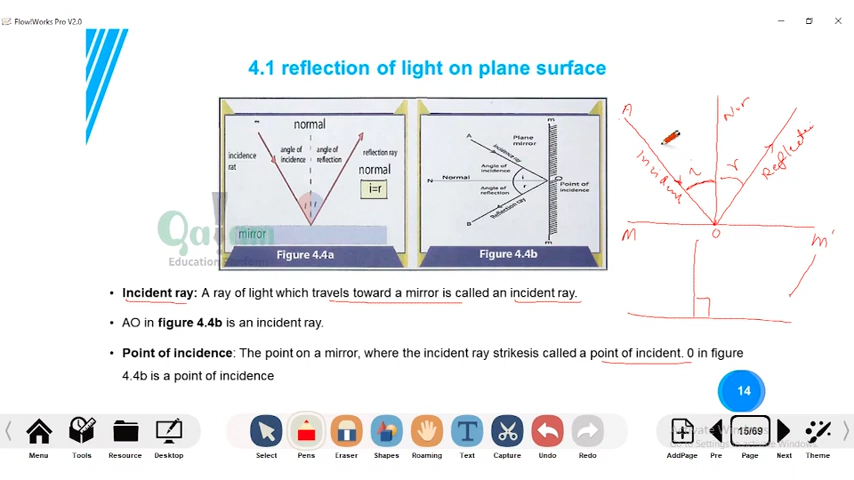 FlowWorks Pro V2.0
4.1 reflection of light on plane surface
normal
incidence
rat
angle of
incidence
angle of
reflection
reflection ray
normal
i=r
i
r
mirror
Figure 4.4a
m
A
Plane
mirror
Incidence ray
Angle of
incidence
i
N
Normal
O
Point of
incidence
r
Angle of
reflection
Reflection ray
B
m
Figure 4.4b
A
Nor
Incident
i
r
Reflecti
M
O
M'
Education
• Incident ray: A ray of light which travels toward a mirror is called an incident ray.
• AO in figure 4.4b is an incident ray.
• Point of incidence: The point on a mirror, where the incident ray strikesis called a point of incident. 0 in figure
4.4b is a point of incidence
14
Menu
Tools
Resource
Desktop
Select
Pens
Eraser
Shapes
Roaming
Text
Capture
Undo
Redo
AddPage
Pre
15/69
Page
Next
Theme